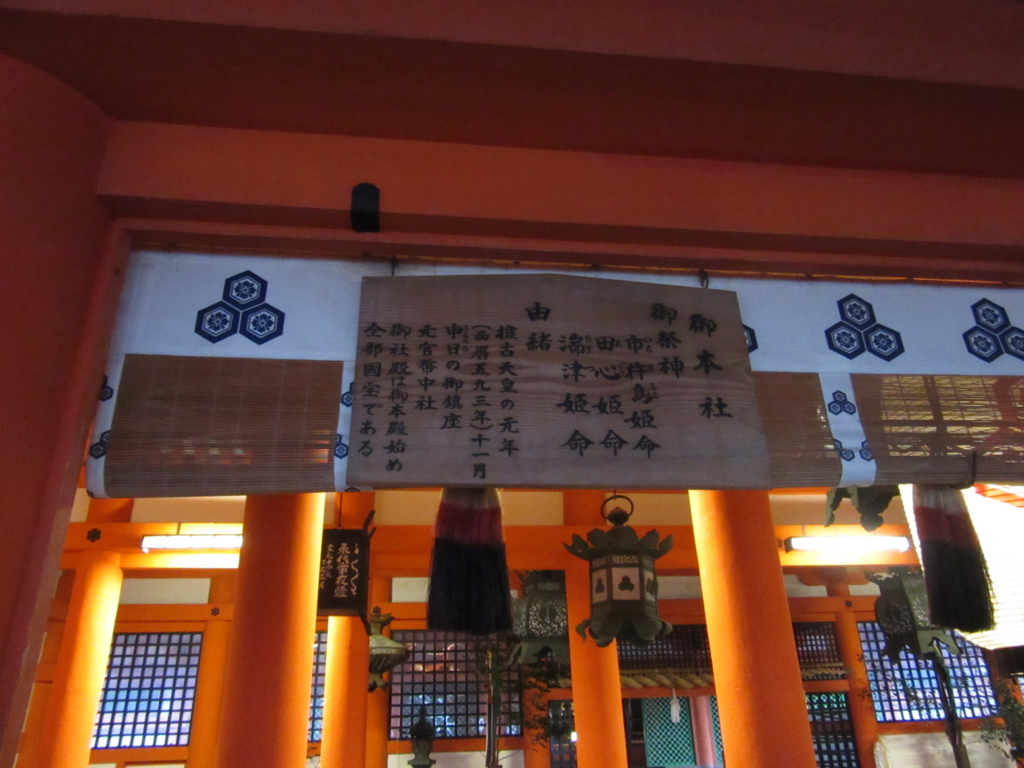 御本社
御祭神
市杵島姫命
田心姫命
湍津姫命
由緒
推古天皇の元年
(西暦五九三年)十一月
申日の御鎮座
元官幣中社
御社殿は御本殿始め
全部國宝である